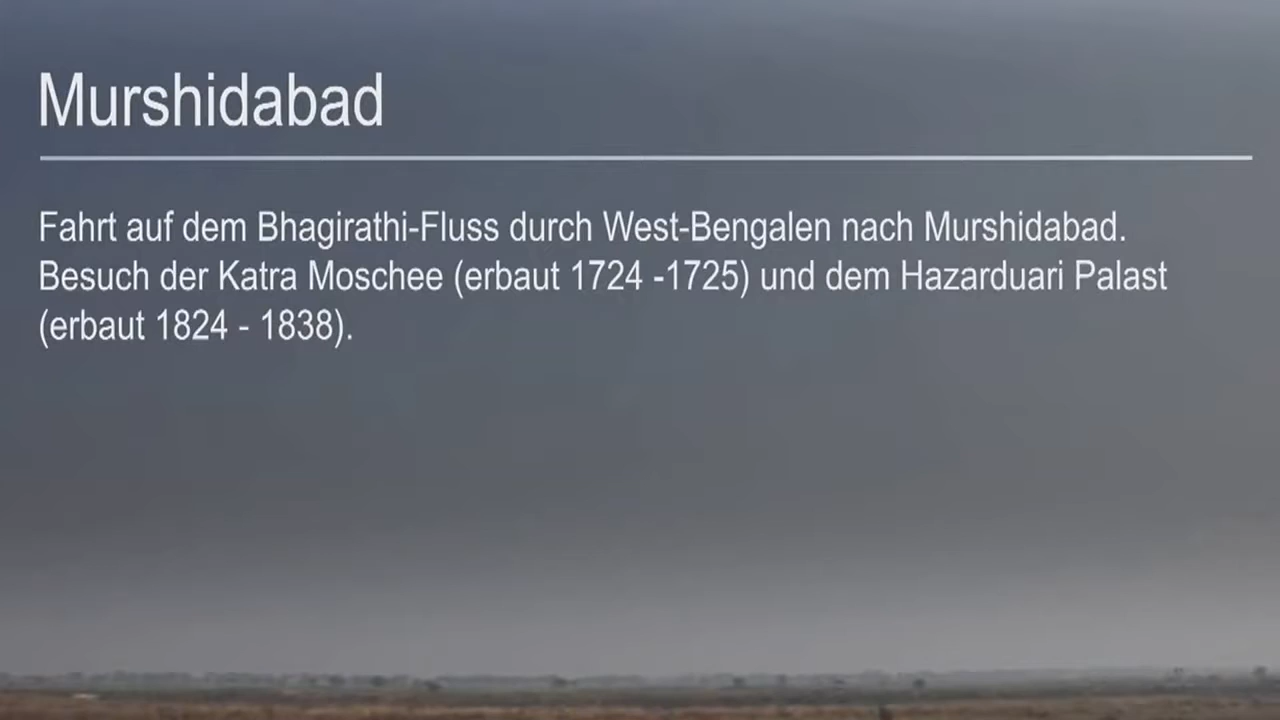 Murshidabad
Fahrt auf dem Bhagirathi-Fluss durch West-Bengalen nach Murshidabad.
Besuch der Katra Moschee (erbaut 1724 -1725) und dem Hazarduari Palast
(erbaut 1824 - 1838).